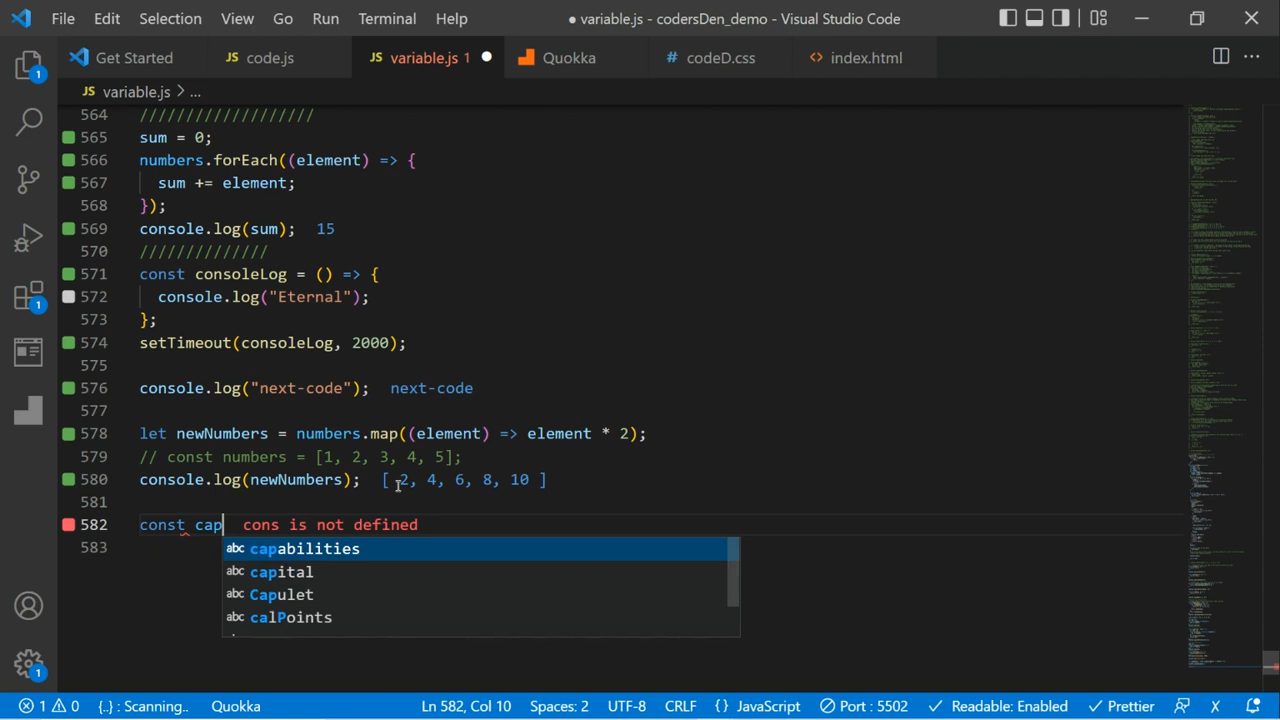 File Edit Selection View Go Run Terminal Help ● variable.js - codersDen_demo - Visual Studio Code
Get Started JS code.js JS variable.js 1 Quokka # codeD.css <> index.html
JS variable.js > ...
564 ///////////////////
565 sum = 0;
566 numbers.forEach((element) => {
567 sum += element;
568 });
569 console.log(sum); 15
570 //////////////
571 const consoleLog = () => {
572 console.log("Eternal");
573 };
574 setTimeout(consoleLog, 2000);
575
576 console.log("next-code"); next-code
577
578 let newNumbers = numbers.map((element) => element * 2);
579 // const numbers = [1, 2, 3, 4, 5];
580 console.log(newNumbers); [ 2, 4, 6, 8, 10 ]
581
582 const cap cons is not defined
abc capabilities
583
abc capital
abc Capulet
abc calPoints
1
1
1
1 0 {..} : Scanning.. Quokka Ln 582, Col 10 Spaces: 2 UTF-8 CRLF {} JavaScript Port : 5502 Readable: Enabled Prettier